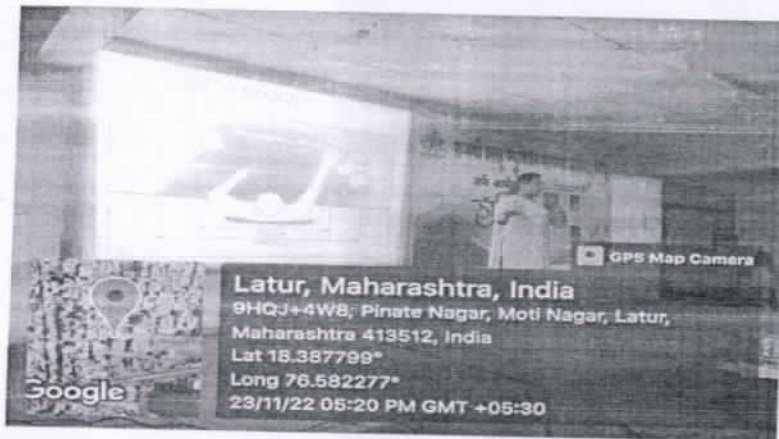 GPS Map Camera
Latur, Maharashtra, India
9HQJ+4W8, Pinate Nagar, Moti Nagar, Latur,
Maharashtra 413512, India
Lat 18.387799°
Long 76.582277°
23/11/22 05:20 PM GMT +05:30
Google